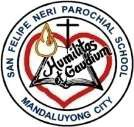 SAN FELIPE NERI PAROCHIAL SCHOOL
Humilitas
et Gaudium
MANDALUYONG CITY